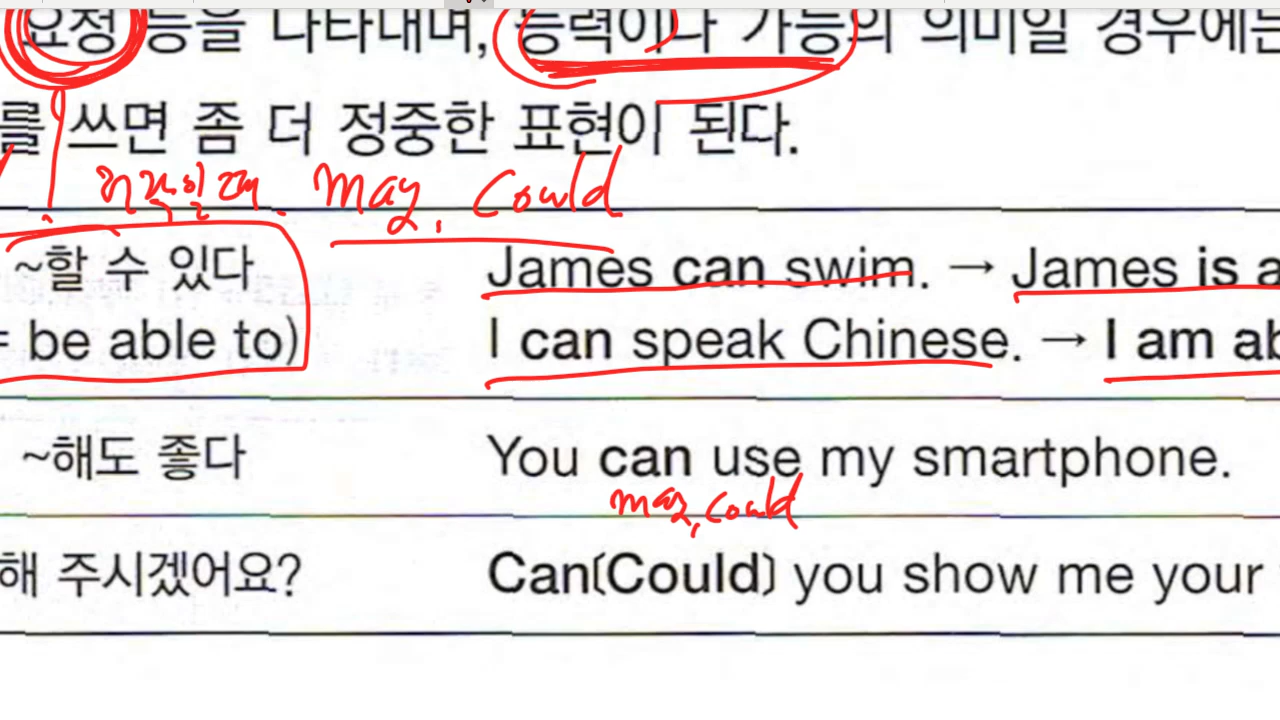 요청 등을 나타내며, 능력이나 가능의 의미일 경우에는
를 쓰면 좀 더 정중한 표현이 된다.
may, could
~할 수 있다 James can swim. → James is a
= be able to) I can speak Chinese. → I am ab
~해도 좋다 You can use my smartphone.
may, could
해 주시겠어요? Can(Could) you show me your